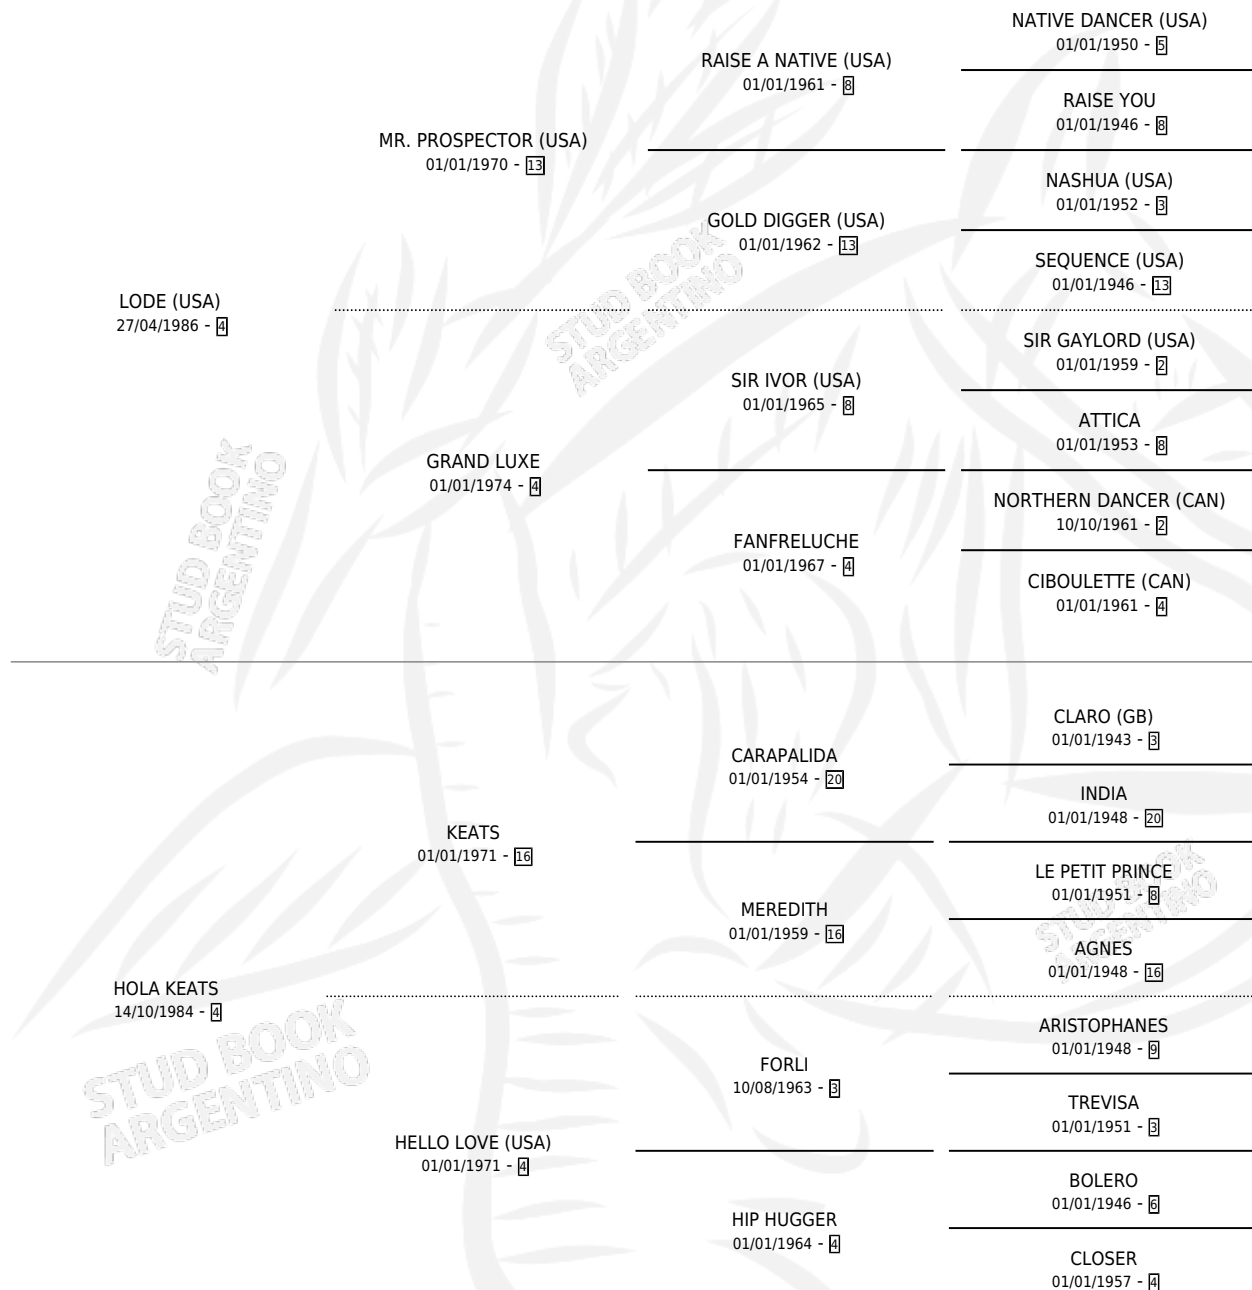 NATIVE DANCER (USA)
01/01/1950 - 5
RAISE A NATIVE (USA)
01/01/1961 - 8
RAISE YOU
01/01/1946 - 8
MR. PROSPECTOR (USA)
01/01/1970 - 13
NASHUA (USA)
01/01/1952 - 3
GOLD DIGGER (USA)
01/01/1962 - 13
SEQUENCE (USA)
01/01/1946 - 13
LODE (USA)
27/04/1986 - 4
SIR GAYLORD (USA)
01/01/1959 - 2
SIR IVOR (USA)
01/01/1965 - 8
ATTICA
01/01/1953 - 8
GRAND LUXE
01/01/1974 - 4
NORTHERN DANCER (CAN)
10/10/1961 - 2
FANFRELUCHE
01/01/1967 - 4
CIBOULETTE (CAN)
01/01/1961 - 4
CLARO (GB)
01/01/1943 - 3
CARAPALIDA
01/01/1954 - 20
INDIA
01/01/1948 - 20
KEATS
01/01/1971 - 16
LE PETIT PRINCE
01/01/1951 - 8
MEREDITH
01/01/1959 - 16
AGNES
01/01/1948 - 16
HOLA KEATS
14/10/1984 - 4
ARISTOPHANES
01/01/1948 - 9
FORLI
10/08/1963 - 3
TREVISA
01/01/1951 - 3
HELLO LOVE (USA)
01/01/1971 - 4
BOLERO
01/01/1946 - 6
HIP HUGGER
01/01/1964 - 4
CLOSER
01/01/1957 - 4
STUD BOOK
ARGENTINO
STUD BOOK
ARGENTINO
STUD BOOK
ARGENTINO
STUD BOOK
ARGENTINO